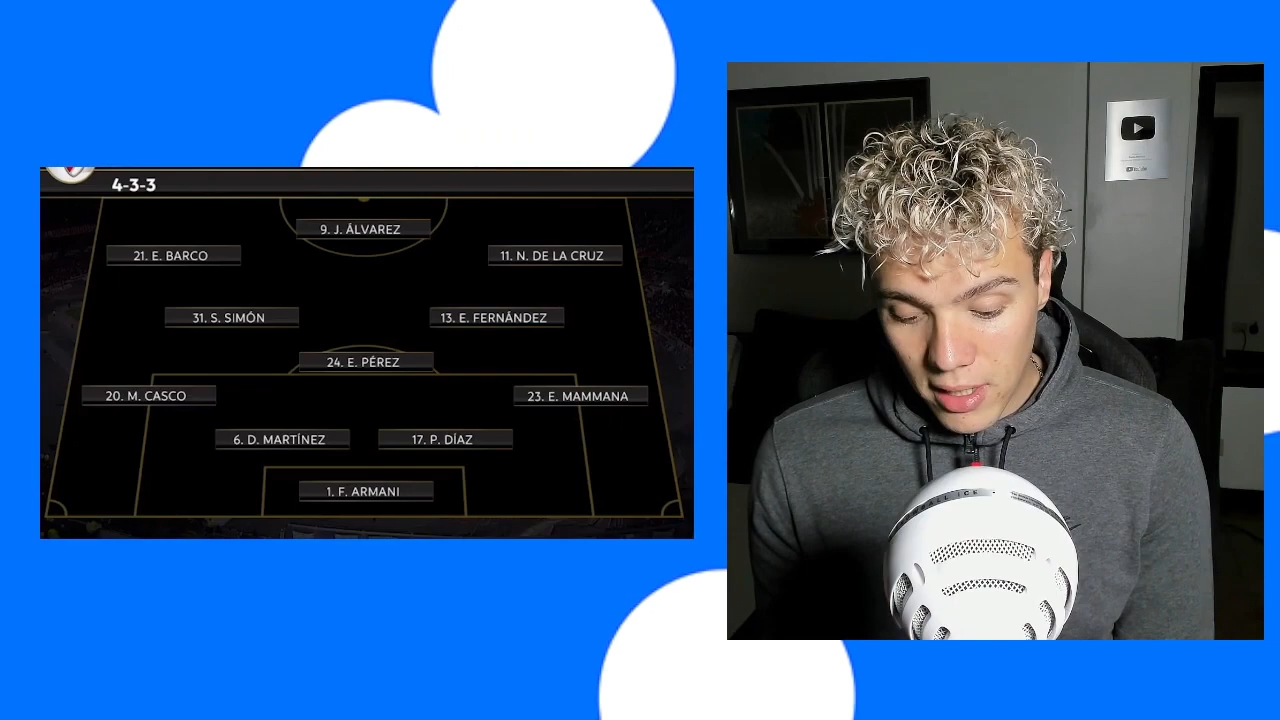 4-3-3
9. J. ÁLVAREZ
21. E. BARCO
11. N. DE LA CRUZ
31. S. SIMÓN
13. E. FERNÁNDEZ
24. E. PÉREZ
20. M. CASCO
23. E. MAMMANA
6. D. MARTÍNEZ
17. P. DÍAZ
1. F. ARMANI
YouTube